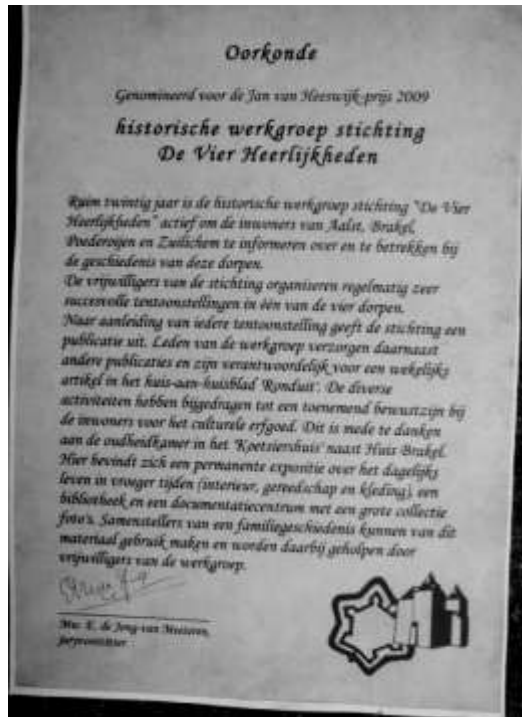 Oorkonde
Genomineerd voor de Jan van Heeswijk-prijs 2009
historische werkgroep stichting
De Vier Heerlijkheden
Ruim twintig jaar is de historische werkgroep stichting "De Vier
Heerlijkheden" actief om de inwoners van Aalst, Brakel,
Poederoijen en Zuilichem te informeren over en te betrekken bij
de geschiedenis van deze dorpen.
De vrijwilligers van de stichting organiseren regelmatig zeer
succesvolle tentoonstellingen in één van de vier dorpen.
Naar aanleiding van iedere tentoonstelling geeft de stichting een
publicatie uit. Leden van de werkgroep verzorgen daarnaast
andere publicaties en zijn verantwoordelijk voor een wekelijks
artikel in het huis-aan-huisblad 'Ronduit'. De diverse
activiteiten hebben bijgedragen tot een toenemend bewustzijn bij
de inwoners voor het culturele erfgoed. Dit is mede te danken
aan de oudheidkamer in het 'Koetsiershuis' naast Huis Brakel.
Hier bevindt zich een permanente expositie over het dagelijks
leven in vroeger tijden (interieur, gereedschap en kleding), een
bibliotheek en een documentatiecentrum met een grote collectie
foto's. Samenstellers van een familiegeschiedenis kunnen van dit
materiaal gebruik maken en worden daarbij geholpen door
vrijwilligers van de werkgroep.
E. de Jong-van
juryvoorzitter